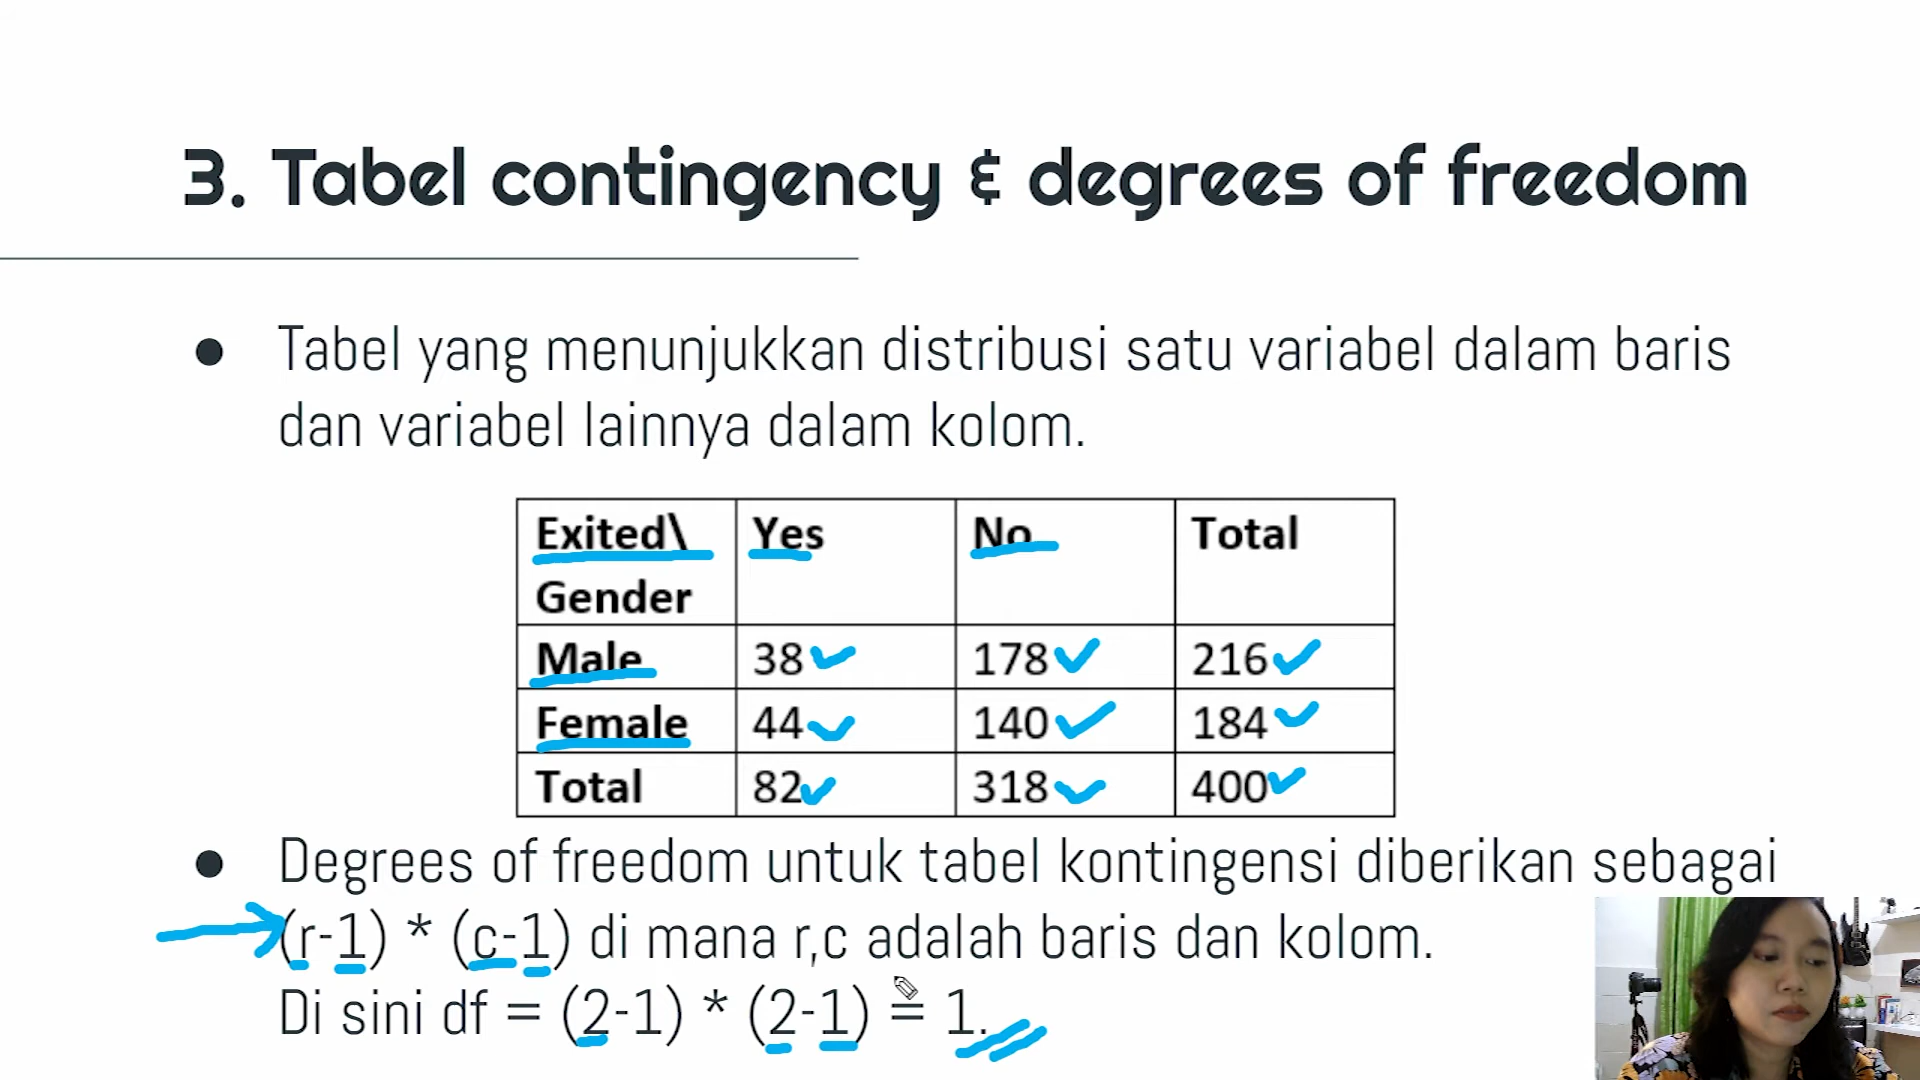 3. Tabel contingency & degrees of freedom
● Tabel yang menunjukkan distribusi satu variabel dalam baris
dan variabel lainnya dalam kolom.
Exited\ Yes No Total
Gender
Male 38 178 216
Female 44 140 184
Total 82 318 400
● Degrees of freedom untuk tabel kontingensi diberikan sebagai
(r-1) * (c-1) di mana r,c adalah baris dan kolom.
Di sini df = (2-1) * (2-1) = 1.